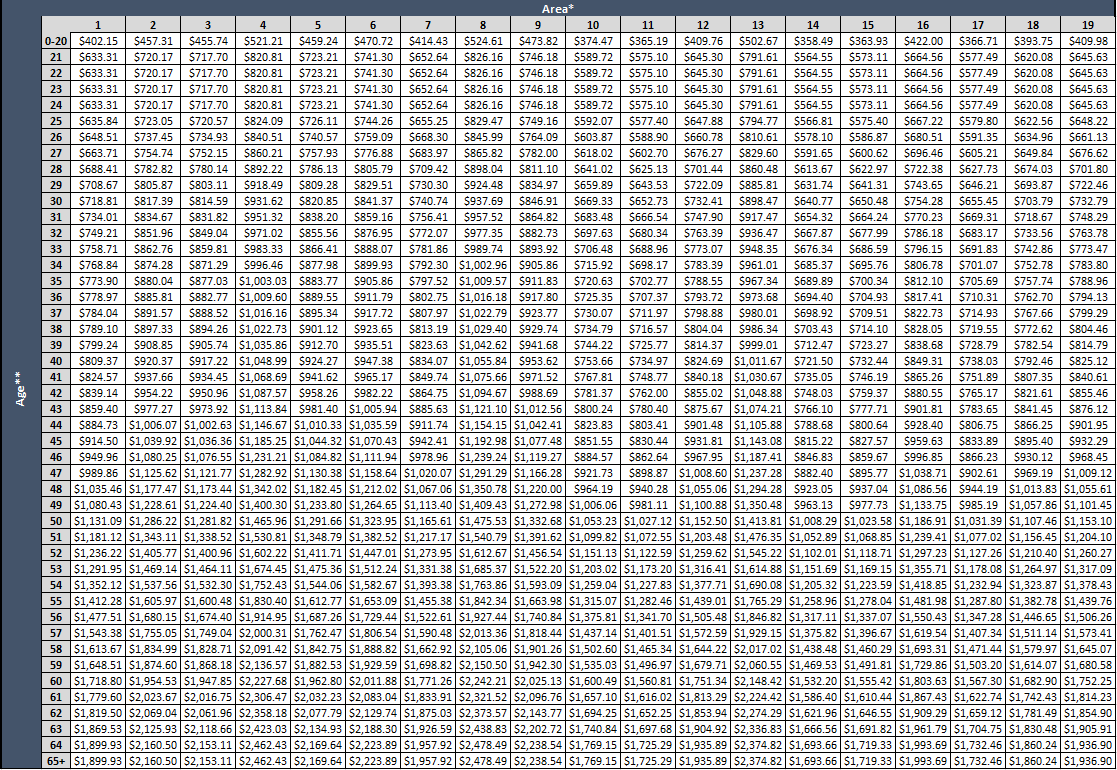 Area*
1 2 3 4 5 6 7 8 9 10 11 12 13 14 15 16 17 18 19
0-20 $402.15 $457.31 $455.74 $521.21 $459.24 $470.72 $414.43 $524.61 $473.82 $374.47 $365.19 $409.76 $502.67 $358.49 $363.93 $422.00 $366.71 $393.75 $409.98
21 $633.31 $720.17 $717.70 $820.81 $723.21 $741.30 $652.64 $826.16 $746.18 $589.72 $575.10 $645.30 $791.61 $564.55 $573.11 $664.56 $577.49 $620.08 $645.63
22 $633.31 $720.17 $717.70 $820.81 $723.21 $741.30 $652.64 $826.16 $746.18 $589.72 $575.10 $645.30 $791.61 $564.55 $573.11 $664.56 $577.49 $620.08 $645.63
23 $633.31 $720.17 $717.70 $820.81 $723.21 $741.30 $652.64 $826.16 $746.18 $589.72 $575.10 $645.30 $791.61 $564.55 $573.11 $664.56 $577.49 $620.08 $645.63
24 $633.31 $720.17 $717.70 $820.81 $723.21 $741.30 $652.64 $826.16 $746.18 $589.72 $575.10 $645.30 $791.61 $564.55 $573.11 $664.56 $577.49 $620.08 $645.63
25 $635.84 $723.05 $720.57 $824.09 $726.11 $744.26 $655.25 $829.47 $749.16 $592.07 $577.40 $647.88 $794.77 $566.81 $575.40 $667.22 $579.80 $622.56 $648.22
26 $648.51 $737.45 $734.93 $840.51 $740.57 $759.09 $668.30 $845.99 $764.09 $603.87 $588.90 $660.78 $810.61 $578.10 $586.87 $680.51 $591.35 $634.96 $661.13
27 $663.71 $754.74 $752.15 $860.21 $757.93 $776.88 $683.97 $865.82 $782.00 $618.02 $602.70 $676.27 $829.60 $591.65 $600.62 $696.46 $605.21 $649.84 $676.62
28 $688.41 $782.82 $780.14 $892.22 $786.13 $805.79 $709.42 $898.04 $811.10 $641.02 $625.13 $701.44 $860.48 $613.67 $622.97 $722.38 $627.73 $674.03 $701.80
29 $708.67 $805.87 $803.11 $918.49 $809.28 $829.51 $730.30 $924.48 $834.97 $659.89 $643.53 $722.09 $885.81 $631.74 $641.31 $743.65 $646.21 $693.87 $722.46
30 $718.81 $817.39 $814.59 $931.62 $820.85 $841.37 $740.74 $937.69 $846.91 $669.33 $652.73 $732.41 $898.47 $640.77 $650.48 $754.28 $655.45 $703.79 $732.79
31 $734.01 $834.67 $831.82 $951.32 $838.20 $859.16 $756.41 $957.52 $864.82 $683.48 $666.54 $747.90 $917.47 $654.32 $664.24 $770.23 $669.31 $718.67 $748.29
32 $749.21 $851.96 $849.04 $971.02 $855.56 $876.95 $772.07 $977.35 $882.73 $697.63 $680.34 $763.39 $936.47 $667.87 $677.99 $786.18 $683.17 $733.56 $763.78
33 $758.71 $862.76 $859.81 $983.33 $866.41 $888.07 $781.86 $989.74 $893.92 $706.48 $688.96 $773.07 $948.35 $676.34 $686.59 $796.15 $691.83 $742.86 $773.47
34 $768.84 $874.28 $871.29 $996.46 $877.98 $899.93 $792.30 $1,002.96 $905.86 $715.92 $698.17 $783.39 $961.01 $685.37 $695.76 $806.78 $701.07 $752.78 $783.80
35 $773.90 $880.04 $877.03 $1,003.03 $883.77 $905.86 $797.52 $1,009.57 $911.83 $720.63 $702.77 $788.55 $967.34 $689.89 $700.34 $812.10 $705.69 $757.74 $788.96
36 $778.97 $885.81 $882.77 $1,009.60 $889.55 $911.79 $802.75 $1,016.18 $917.80 $725.35 $707.37 $793.72 $973.68 $694.40 $704.93 $817.41 $710.31 $762.70 $794.13
37 $784.04 $891.57 $888.52 $1,016.16 $895.34 $917.72 $807.97 $1,022.79 $923.77 $730.07 $711.97 $798.88 $980.01 $698.92 $709.51 $822.73 $714.93 $767.66 $799.29
38 $789.10 $897.33 $894.26 $1,022.73 $901.12 $923.65 $813.19 $1,029.40 $929.74 $734.79 $716.57 $804.04 $986.34 $703.43 $714.10 $828.05 $719.55 $772.62 $804.46
39 $799.24 $908.85 $905.74 $1,035.86 $912.70 $935.51 $823.63 $1,042.62 $941.68 $744.22 $725.77 $814.37 $999.01 $712.47 $723.27 $838.68 $728.79 $782.54 $814.79
40 $809.37 $920.37 $917.22 $1,048.99 $924.27 $947.38 $834.07 $1,055.84 $953.62 $753.66 $734.97 $824.69 $1,011.67 $721.50 $732.44 $849.31 $738.03 $792.46 $825.12
41 $824.57 $937.66 $934.45 $1,068.69 $941.62 $965.17 $849.74 $1,075.66 $971.52 $767.81 $748.77 $840.18 $1,030.67 $735.05 $746.19 $865.26 $751.89 $807.35 $840.61
Age**
42 $839.14 $954.22 $950.96 $1,087.57 $958.26 $982.22 $864.75 $1,094.67 $988.69 $781.37 $762.00 $855.02 $1,048.88 $748.03 $759.37 $880.55 $765.17 $821.61 $855.46
43 $859.40 $977.27 $973.92 $1,113.84 $981.40 $1,005.94 $885.63 $1,121.10 $1,012.56 $800.24 $780.40 $875.67 $1,074.21 $766.10 $777.71 $901.81 $783.65 $841.45 $876.12
44 $884.73 $1,006.07 $1,002.63 $1,146.67 $1,010.33 $1,035.59 $911.74 $1,154.15 $1,042.41 $823.83 $803.41 $901.48 $1,105.88 $788.68 $800.64 $928.40 $806.75 $866.25 $901.95
45 $914.50 $1,039.92 $1,036.36 $1,185.25 $1,044.32 $1,070.43 $942.41 $1,192.98 $1,077.48 $851.55 $830.44 $931.81 $1,143.08 $815.22 $827.57 $959.63 $833.89 $895.40 $932.29
46 $949.96 $1,080.25 $1,076.55 $1,231.21 $1,084.82 $1,111.94 $978.96 $1,239.24 $1,119.27 $884.57 $862.64 $967.95 $1,187.41 $846.83 $859.67 $996.85 $866.23 $930.12 $968.45
47 $989.86 $1,125.62 $1,121.77 $1,282.92 $1,130.38 $1,158.64 $1,020.07 $1,291.29 $1,166.28 $921.73 $898.87 $1,008.60 $1,237.28 $882.40 $895.77 $1,038.71 $902.61 $969.19 $1,009.12
48 $1,035.46 $1,177.47 $1,173.44 $1,342.02 $1,182.45 $1,212.02 $1,067.06 $1,350.78 $1,220.00 $964.19 $940.28 $1,055.06 $1,294.28 $923.05 $937.04 $1,086.56 $944.19 $1,013.83 $1,055.61
49 $1,080.43 $1,228.61 $1,224.40 $1,400.30 $1,233.80 $1,264.65 $1,113.40 $1,409.43 $1,272.98 $1,006.06 $981.11 $1,100.88 $1,350.48 $963.13 $977.73 $1,133.75 $985.19 $1,057.86 $1,101.45
50 $1,131.09 $1,286.22 $1,281.82 $1,465.96 $1,291.66 $1,323.95 $1,165.61 $1,475.53 $1,332.68 $1,053.23 $1,027.12 $1,152.50 $1,413.81 $1,008.29 $1,023.58 $1,186.91 $1,031.39 $1,107.46 $1,153.10
51 $1,181.12 $1,343.11 $1,338.52 $1,530.81 $1,348.79 $1,382.52 $1,217.17 $1,540.79 $1,391.62 $1,099.82 $1,072.55 $1,203.48 $1,476.35 $1,052.89 $1,068.85 $1,239.41 $1,077.02 $1,156.45 $1,204.10
52 $1,236.22 $1,405.77 $1,400.96 $1,602.22 $1,411.71 $1,447.01 $1,273.95 $1,612.67 $1,456.54 $1,151.13 $1,122.59 $1,259.62 $1,545.22 $1,102.01 $1,118.71 $1,297.23 $1,127.26 $1,210.40 $1,260.27
53 $1,291.95 $1,469.14 $1,464.11 $1,674.45 $1,475.36 $1,512.24 $1,331.38 $1,685.37 $1,522.20 $1,203.02 $1,173.20 $1,316.41 $1,614.88 $1,151.69 $1,169.15 $1,355.71 $1,178.08 $1,264.97 $1,317.09
54 $1,352.12 $1,537.56 $1,532.30 $1,752.43 $1,544.06 $1,582.67 $1,393.38 $1,763.86 $1,593.09 $1,259.04 $1,227.83 $1,377.71 $1,690.08 $1,205.32 $1,223.59 $1,418.85 $1,232.94 $1,323.87 $1,378.43
55 $1,412.28 $1,605.97 $1,600.48 $1,830.40 $1,612.77 $1,653.09 $1,455.38 $1,842.34 $1,663.98 $1,315.07 $1,282.46 $1,439.01 $1,765.29 $1,258.96 $1,278.04 $1,481.98 $1,287.80 $1,382.78 $1,439.76
56 $1,477.51 $1,680.15 $1,674.40 $1,914.95 $1,687.26 $1,729.44 $1,522.61 $1,927.44 $1,740.84 $1,375.81 $1,341.70 $1,505.48 $1,846.82 $1,317.11 $1,337.07 $1,550.43 $1,347.28 $1,446.65 $1,506.26
57 $1,543.38 $1,755.05 $1,749.04 $2,000.31 $1,762.47 $1,806.54 $1,590.48 $2,013.36 $1,818.44 $1,437.14 $1,401.51 $1,572.59 $1,929.15 $1,375.82 $1,396.67 $1,619.54 $1,407.34 $1,511.14 $1,573.41
58 $1,613.67 $1,834.99 $1,828.71 $2,091.42 $1,842.75 $1,888.82 $1,662.92 $2,105.06 $1,901.26 $1,502.60 $1,465.34 $1,644.22 $2,017.02 $1,438.48 $1,460.29 $1,693.31 $1,471.44 $1,579.97 $1,645.07
59 $1,648.51 $1,874.60 $1,868.18 $2,136.57 $1,882.53 $1,929.59 $1,698.82 $2,150.50 $1,942.30 $1,535.03 $1,496.97 $1,679.71 $2,060.55 $1,469.53 $1,491.81 $1,729.86 $1,503.20 $1,614.07 $1,680.58
60 $1,718.80 $1,954.53 $1,947.85 $2,227.68 $1,962.80 $2,011.88 $1,771.26 $2,242.21 $2,025.13 $1,600.49 $1,560.81 $1,751.34 $2,148.42 $1,532.20 $1,555.42 $1,803.63 $1,567.30 $1,682.90 $1,752.25
61 $1,779.60 $2,023.67 $2,016.75 $2,306.47 $2,032.23 $2,083.04 $1,833.91 $2,321.52 $2,096.76 $1,657.10 $1,616.02 $1,813.29 $2,224.42 $1,586.40 $1,610.44 $1,867.43 $1,622.74 $1,742.43 $1,814.23
62 $1,819.50 $2,069.04 $2,061.96 $2,358.18 $2,077.79 $2,129.74 $1,875.03 $2,373.57 $2,143.77 $1,694.25 $1,652.25 $1,853.94 $2,274.29 $1,621.96 $1,646.55 $1,909.29 $1,659.12 $1,781.49 $1,854.90
63 $1,869.53 $2,125.93 $2,118.66 $2,423.03 $2,134.93 $2,188.30 $1,926.59 $2,438.83 $2,202.72 $1,740.84 $1,697.68 $1,904.92 $2,336.83 $1,666.56 $1,691.82 $1,961.79 $1,704.75 $1,830.48 $1,905.91
64 $1,899.93 $2,160.50 $2,153.11 $2,462.43 $2,169.64 $2,223.89 $1,957.92 $2,478.49 $2,238.54 $1,769.15 $1,725.29 $1,935.89 $2,374.82 $1,693.66 $1,719.33 $1,993.69 $1,732.46 $1,860.24 $1,936.90
65+ $1,899.93 $2,160.50 $2,153.11 $2,462.43 $2,169.64 $2,223.89 $1,957.92 $2,478.49 $2,238.54 $1,769.15 $1,725.29 $1,935.89 $2,374.82 $1,693.66 $1,719.33 $1,993.69 $1,732.46 $1,860.24 $1,936.90